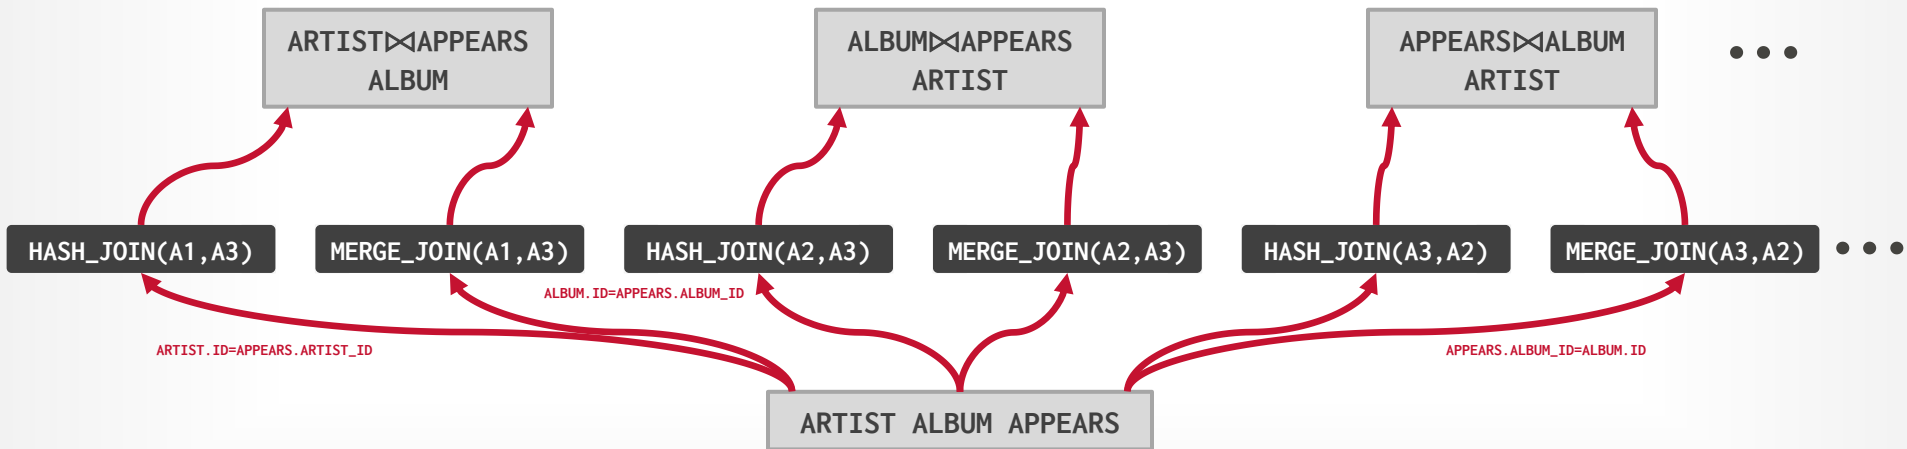 ARTIST⋈APPEARS
ALBUM
ALBUM⋈APPEARS
ARTIST
APPEARS⋈ALBUM
ARTIST
•••
HASH_JOIN(A1,A3)
MERGE_JOIN(A1,A3)
HASH_JOIN(A2,A3)
MERGE_JOIN(A2,A3)
HASH_JOIN(A3,A2)
MERGE_JOIN(A3,A2)
•••
ALBUM.ID=APPEARS.ALBUM_ID
ARTIST.ID=APPEARS.ARTIST_ID
APPEARS.ALBUM_ID=ALBUM.ID
ARTIST ALBUM APPEARS